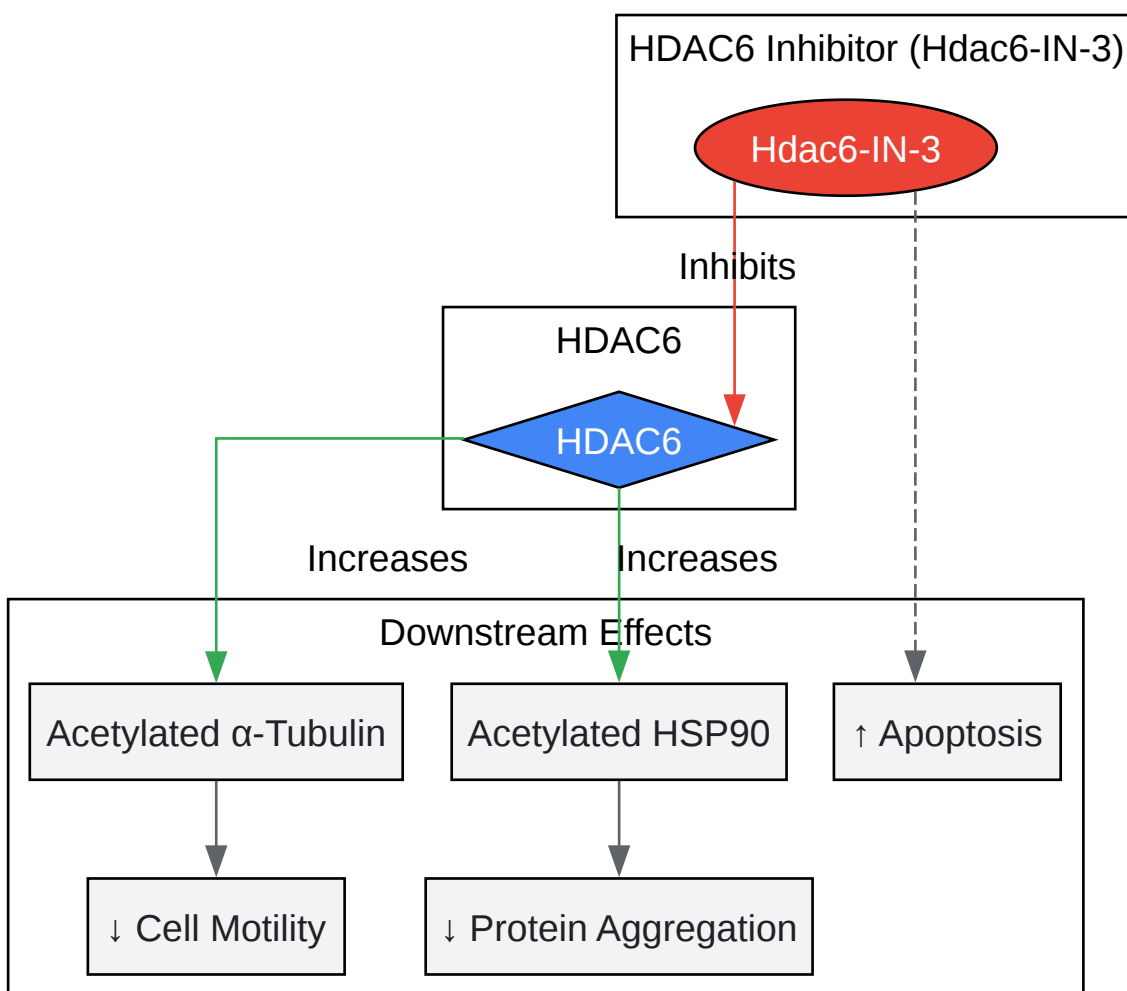 HDAC6 Inhibitor (Hdac6-IN-3)
Hdac6-IN-3
Inhibits
HDAC6
HDAC6
Increases
Increases
Downstream Effects
Acetylated α-Tubulin
Acetylated HSP90
↑ Apoptosis
↓ Cell Motility
↓ Protein Aggregation